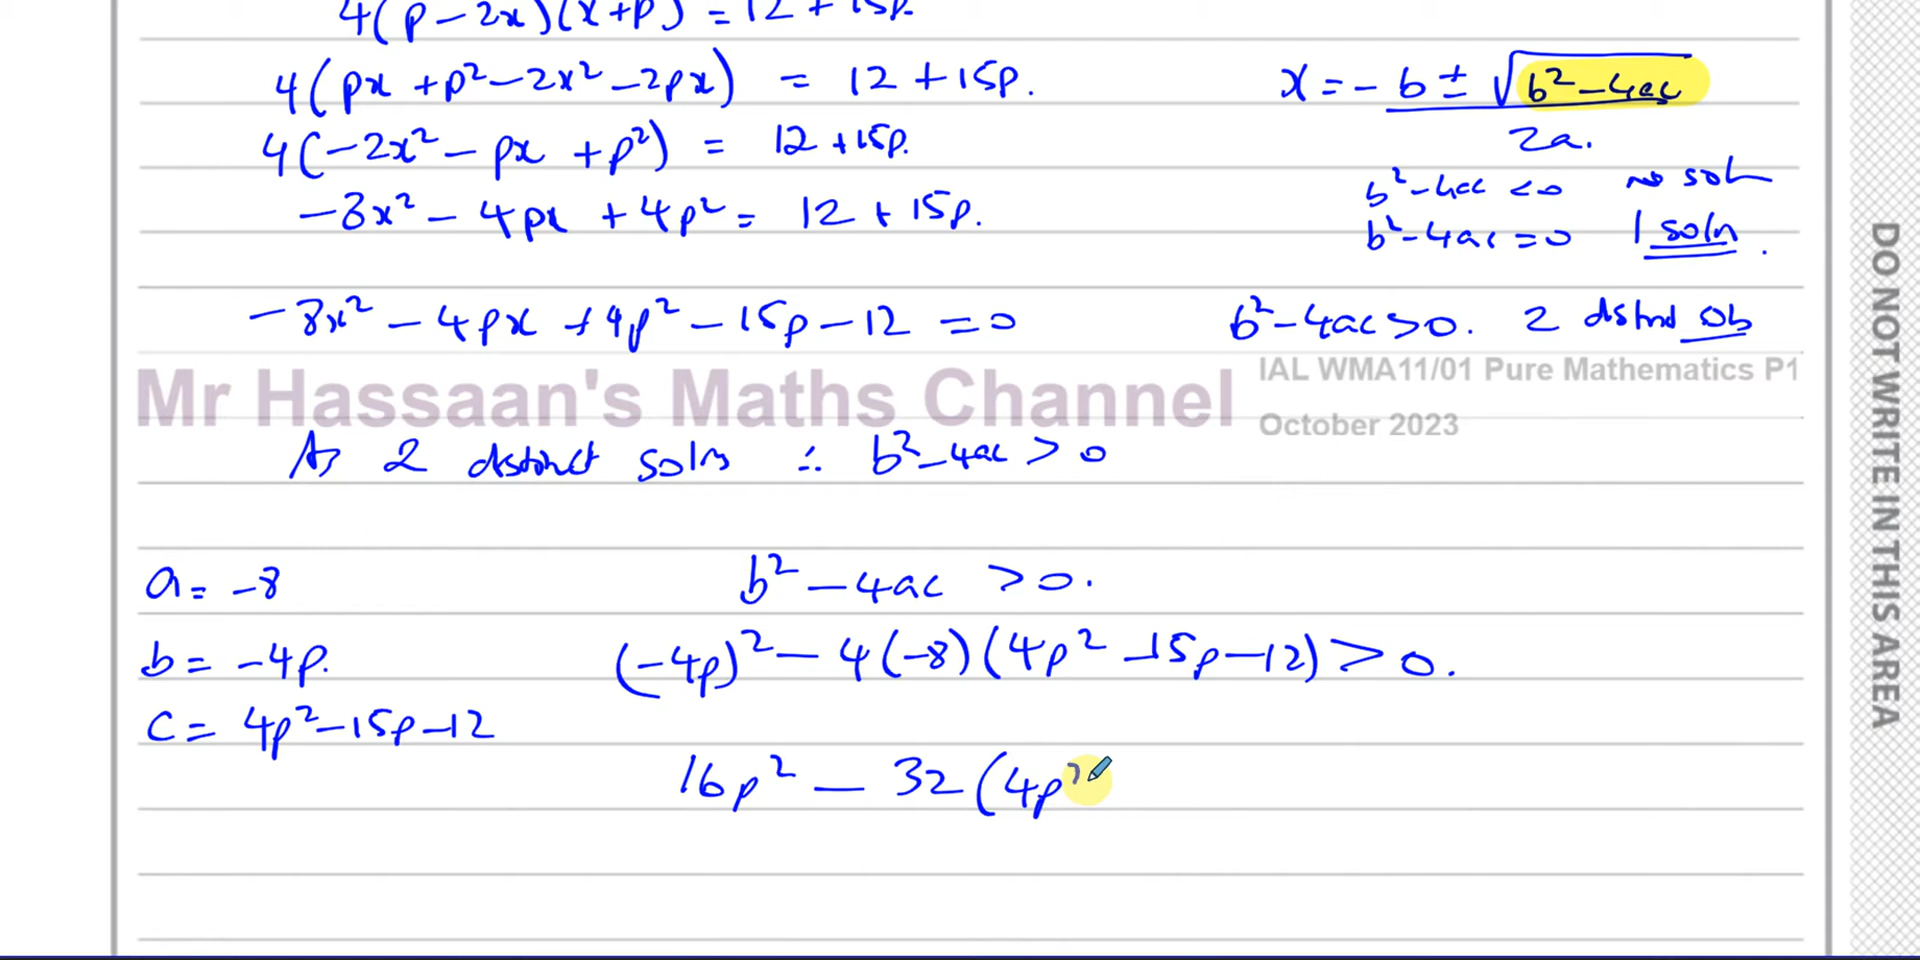 4(p-2x)(x+p) = 12 + 15p.
4(px + p² - 2x² - 2px) = 12 + 15p.
4(-2x² - px + p²) = 12 + 15p.
-8x² - 4px + 4p² = 12 + 15p.
-8x² - 4px + 4p² - 15p - 12 = 0
x = -b ± √b² - 4ac
2a.
b² - 4ac < 0 no soln
b² - 4ac = 0 1 soln.
b² - 4ac > 0. 2 distnd
Mr Hassaan's Maths Channel
IAL WMA11/01 Pure Mathematics P1
October 2023
As 2 distinct solns ∴ b² - 4ac > 0
a = -8
b = -4p.
c = 4p² - 15p - 12
b² - 4ac > 0.
(-4p)² - 4(-8)(4p² - 15p - 12) > 0.
16p² - 32(4p²
DO NOT WRITE IN THIS AREA